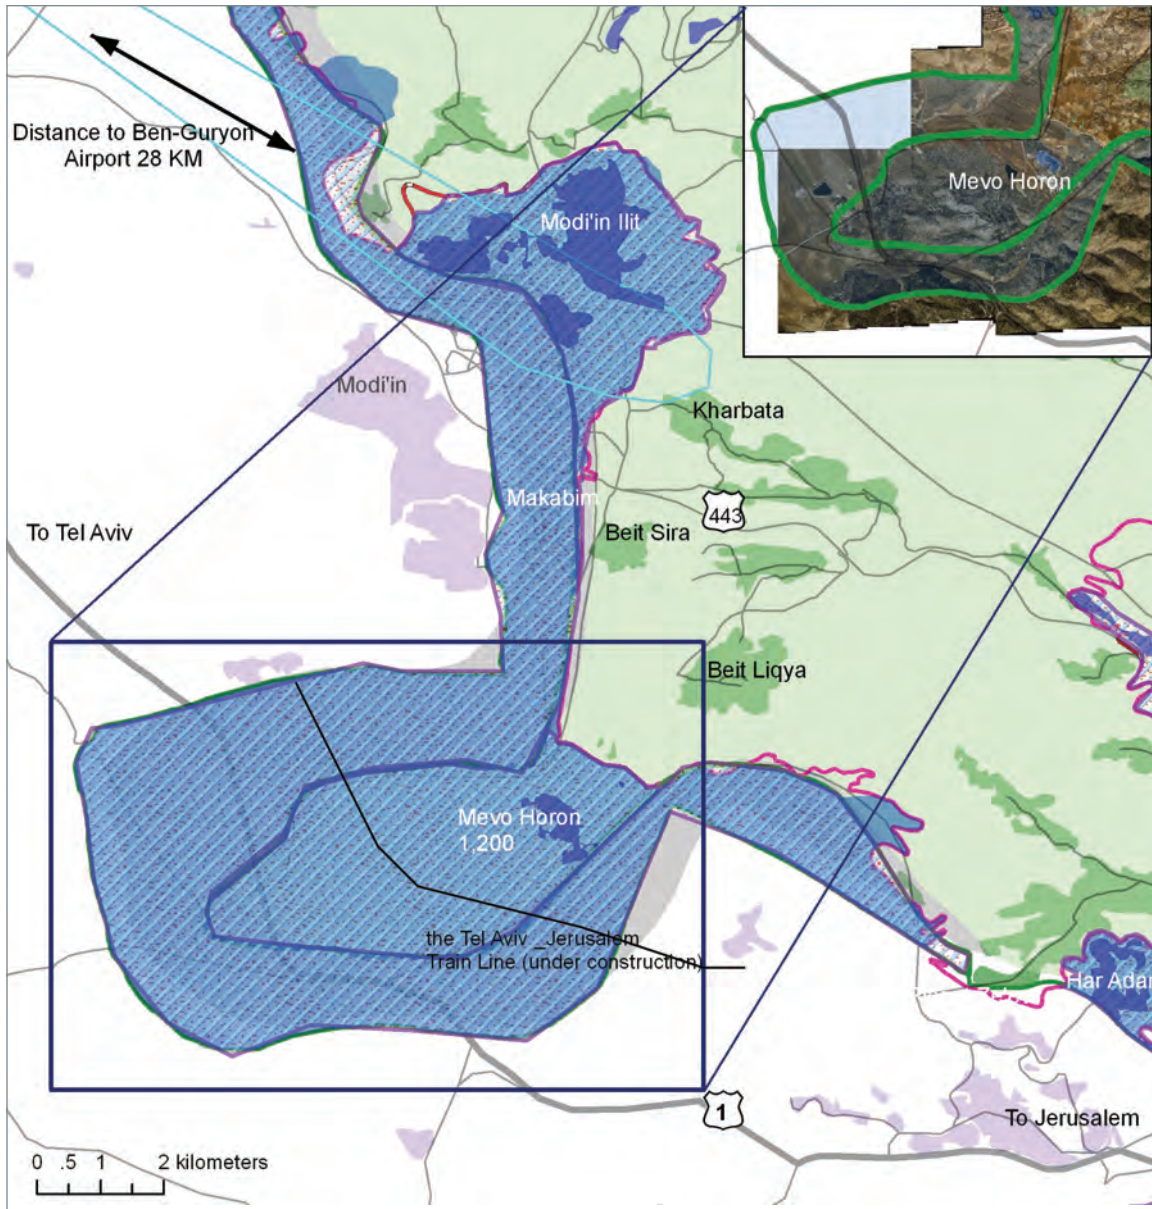 Distance to Ben-Guryon
Airport 28 KM
Mevo Horon
Modi'in Ilit
Modi'in
Kharbata
Makabim
443
Beit Sira
To Tel Aviv
Beit Liqya
Mevo Horon
1,200
the Tel Aviv _Jerusalem
Train Line (under construction)
Har Adar
1
To Jerusalem
0 .5 1 2 kilometers